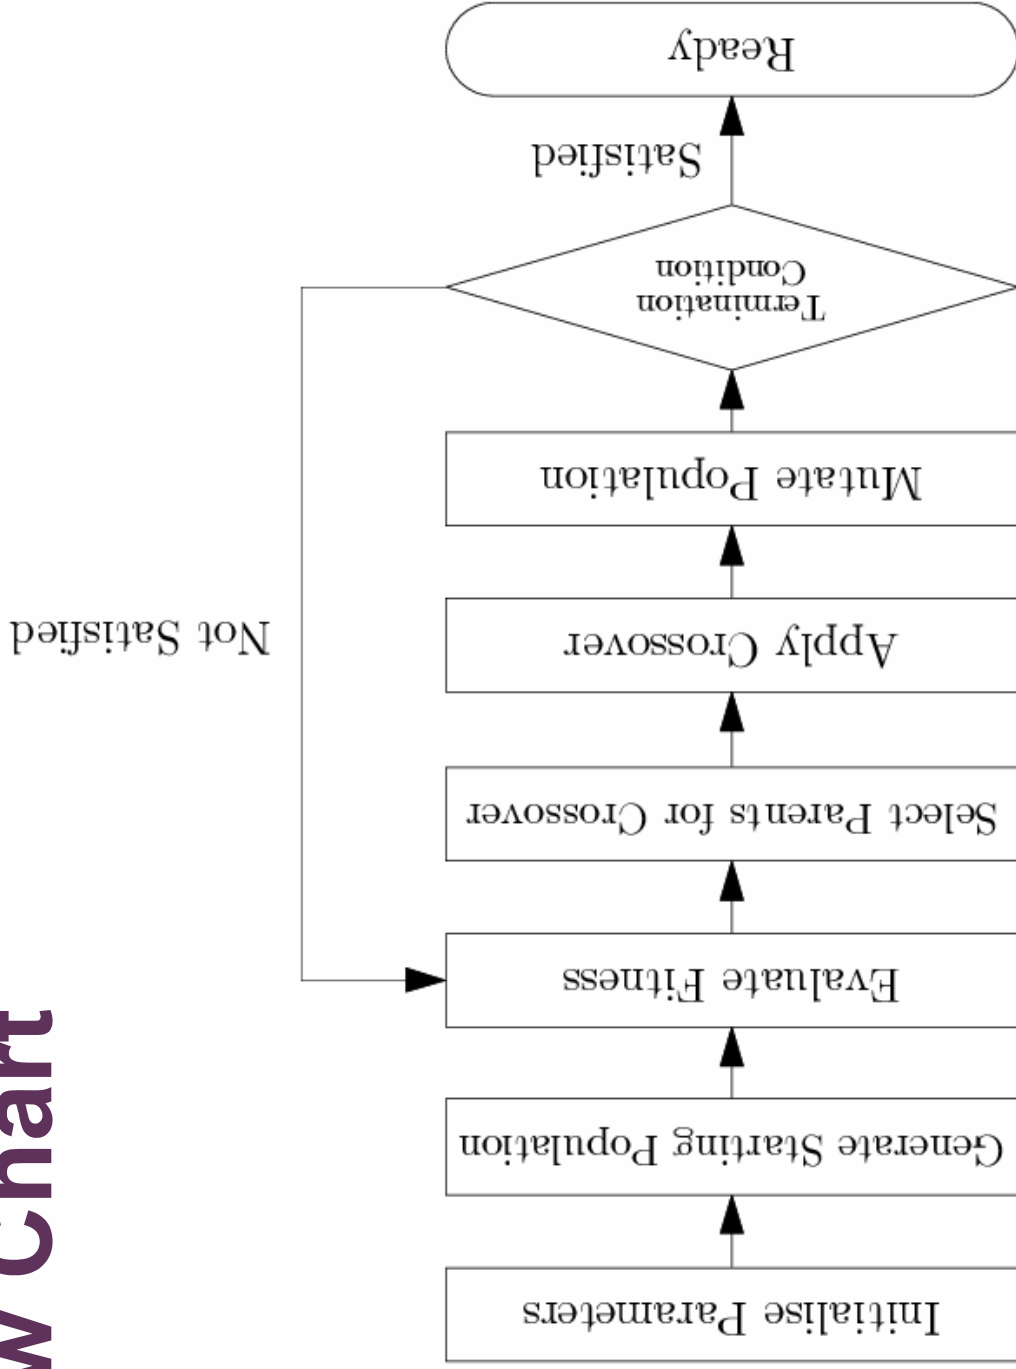 w Chart
Initialise Parameters
Generate Starting Population
Evaluate Fitness
Select Parents for Crossover
Apply Crossover
Mutate Population
Termination
Condition
Not Satisfied
Satisfied
Ready